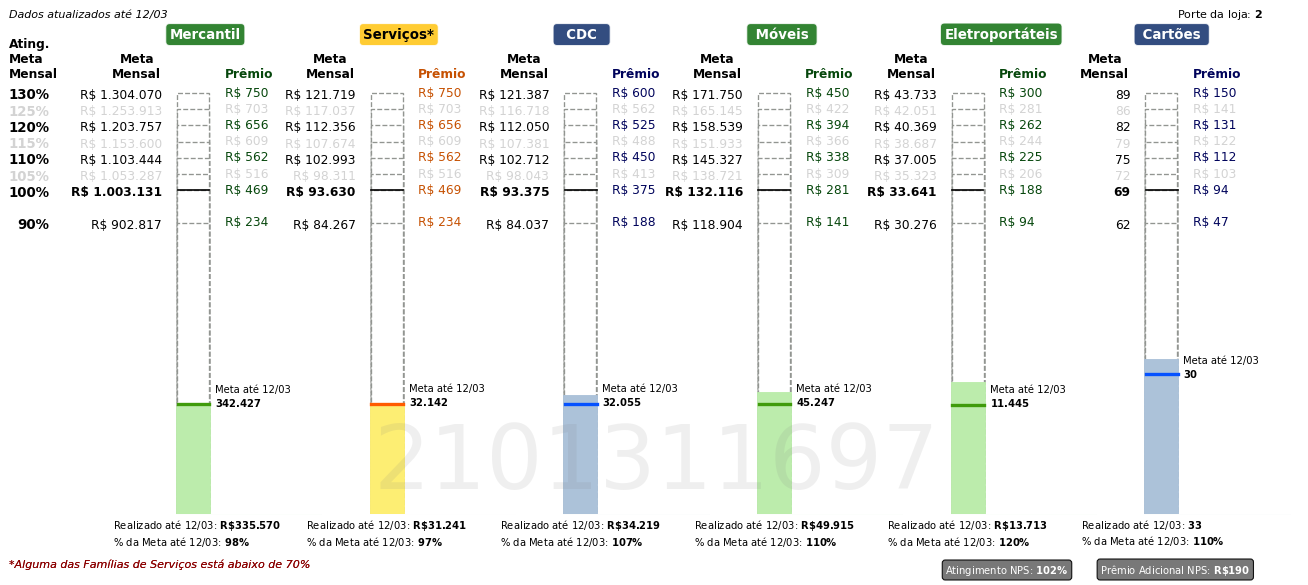 Dados atualizados até 12/03
Porte da loja: 2
Mercantil Serviços* CDC Móveis Eletroportáteis Cartões
Ating.
Meta Meta Meta Meta Meta Meta Meta
Mensal Mensal Prêmio Mensal Prêmio Mensal Prêmio Mensal Prêmio Mensal Prêmio Mensal Prêmio
130% R$ 1.304.070 R$ 750 R$ 121.719 R$ 750 R$ 121.387 R$ 600 R$ 171.750 R$ 450 R$ 43.733 R$ 300 89 R$ 150
125% R$ 1.253.913 R$ 703 R$ 117.037 R$ 703 R$ 116.718 R$ 562 R$ 165.145 R$ 422 R$ 42.051 R$ 281 86 R$ 141
120% R$ 1.203.757 R$ 656 R$ 112.356 R$ 656 R$ 112.050 R$ 525 R$ 158.539 R$ 394 R$ 40.369 R$ 262 82 R$ 131
115% R$ 1.153.600 R$ 609 R$ 107.674 R$ 609 R$ 107.381 R$ 488 R$ 151.933 R$ 366 R$ 38.687 R$ 244 79 R$ 122
110% R$ 1.103.444 R$ 562 R$ 102.993 R$ 562 R$ 102.712 R$ 450 R$ 145.327 R$ 338 R$ 37.005 R$ 225 75 R$ 112
105% R$ 1.053.287 R$ 516 R$ 98.311 R$ 516 R$ 98.043 R$ 413 R$ 138.721 R$ 309 R$ 35.323 R$ 206 72 R$ 103
100% R$ 1.003.131 R$ 469 R$ 93.630 R$ 469 R$ 93.375 R$ 375 R$ 132.116 R$ 281 R$ 33.641 R$ 188 69 R$ 94
90% R$ 902.817 R$ 234 R$ 84.267 R$ 234 R$ 84.037 R$ 188 R$ 118.904 R$ 141 R$ 30.276 R$ 94 62 R$ 47
Meta até 12/03 Meta até 12/03 Meta até 12/03 Meta até 12/03 Meta até 12/03 Meta até 12/03
342.427 32.142 32.055 45.247 11.445 30
2101311697
Realizado até 12/03: R$335.570 Realizado até 12/03: R$31.241 Realizado até 12/03: R$34.219 Realizado até 12/03: R$49.915 Realizado até 12/03: R$13.713 Realizado até 12/03: 33
% da Meta até 12/03: 98% % da Meta até 12/03: 97% % da Meta até 12/03: 107% % da Meta até 12/03: 110% % da Meta até 12/03: 120% % da Meta até 12/03: 110%
*Alguma das Famílias de Serviços está abaixo de 70%
Atingimento NPS: 102% Prêmio Adicional NPS: R$190